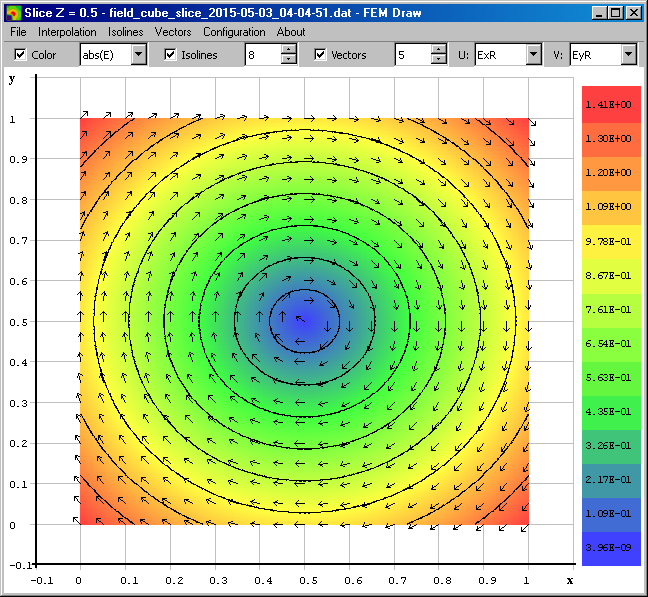 Slice Z = 0.5 - field_cube_slice_2015-05-03_04-04-51.dat - FEM Draw
File Interpolation Isolines Vectors Configuration About
Color abs(E) Isolines 8 Vectors 5 U: ExR V: EyR
y
1
0.9
0.8
0.7
0.6
0.5
0.4
0.3
0.2
0.1
0
-0.1
-0.1 0 0.1 0.2 0.3 0.4 0.5 0.6 0.7 0.8 0.9 1 x
1.41E+00
1.30E+00
1.20E+00
1.09E+00
9.78E-01
8.67E-01
7.61E-01
6.54E-01
5.63E-01
4.35E-01
3.26E-01
2.17E-01
1.09E-01
3.96E-09